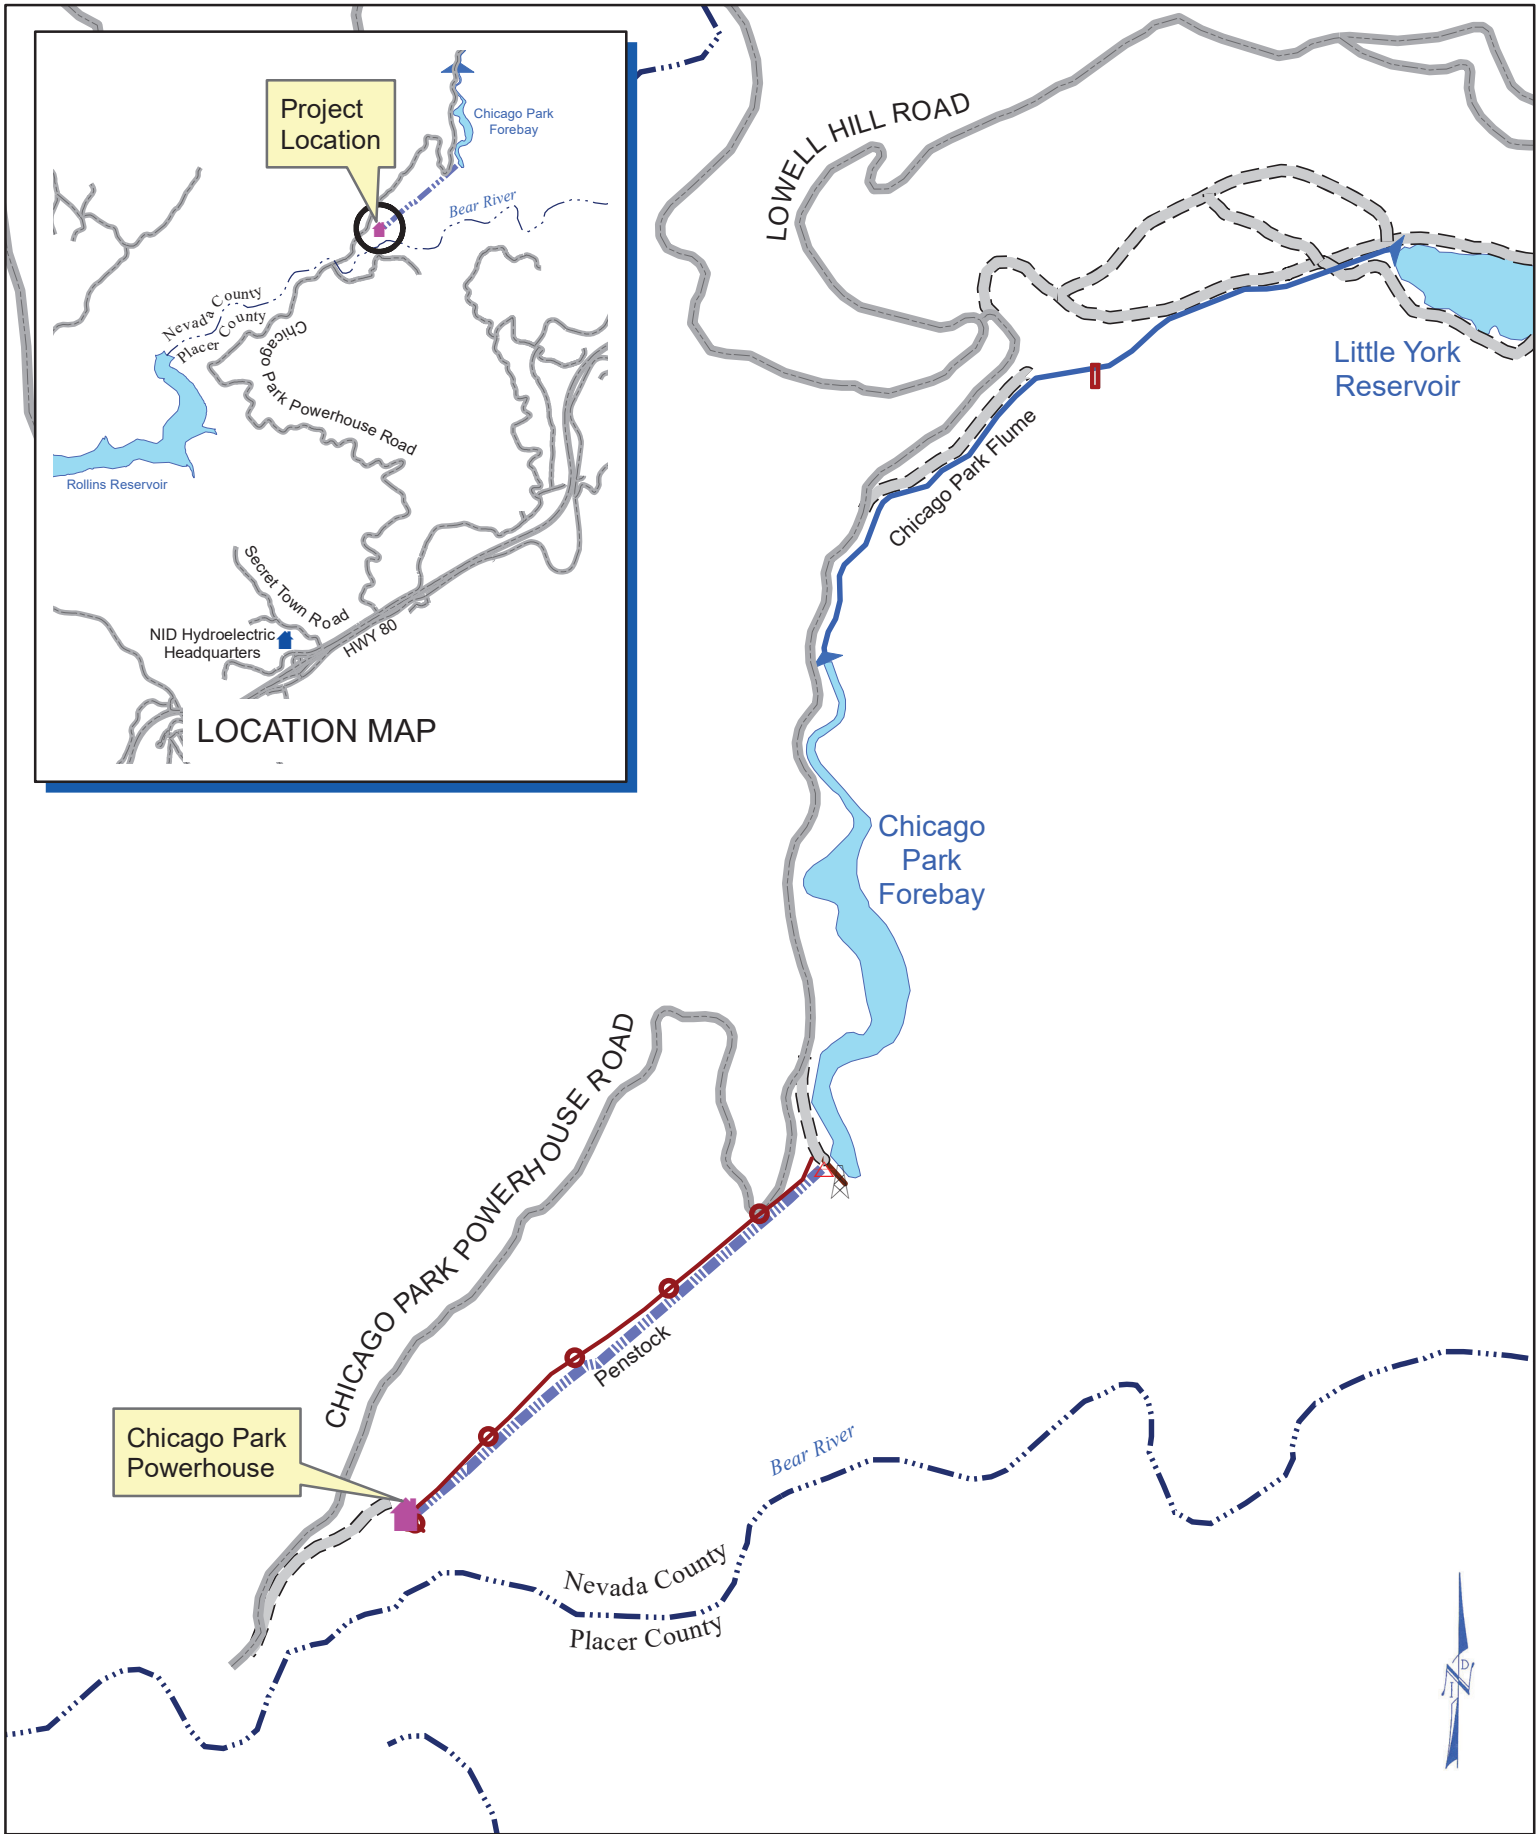 Project
Location
Chicago Park
Forebay
Bear River
Nevada County
Placer County
Chicago Park Powerhouse Road
Rollins Reservoir
Secret Town Road
NID Hydroelectric
Headquarters
HWY 80
LOCATION MAP
LOWELL HILL ROAD
Little York
Reservoir
Chicago Park Flume
Chicago
Park
Forebay
CHICAGO PARK POWERHOUSE ROAD
Penstock
Chicago Park
Powerhouse
Bear River
Nevada County
Placer County
N I D